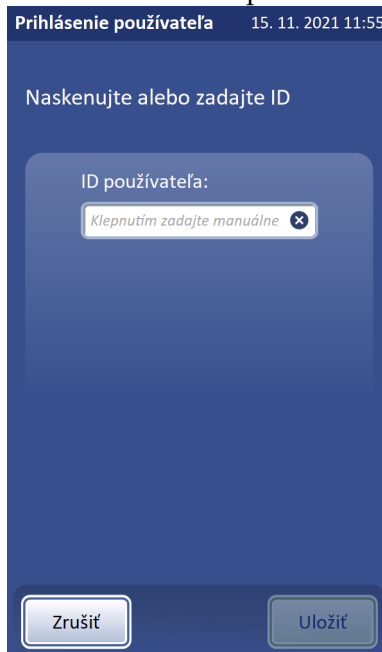 Prihlásenie používateľa 15. 11. 2021 11:55
Naskenujte alebo zadajte ID
ID používateľa:
Klepnutím zadajte manuálne
Zrušiť Uložiť